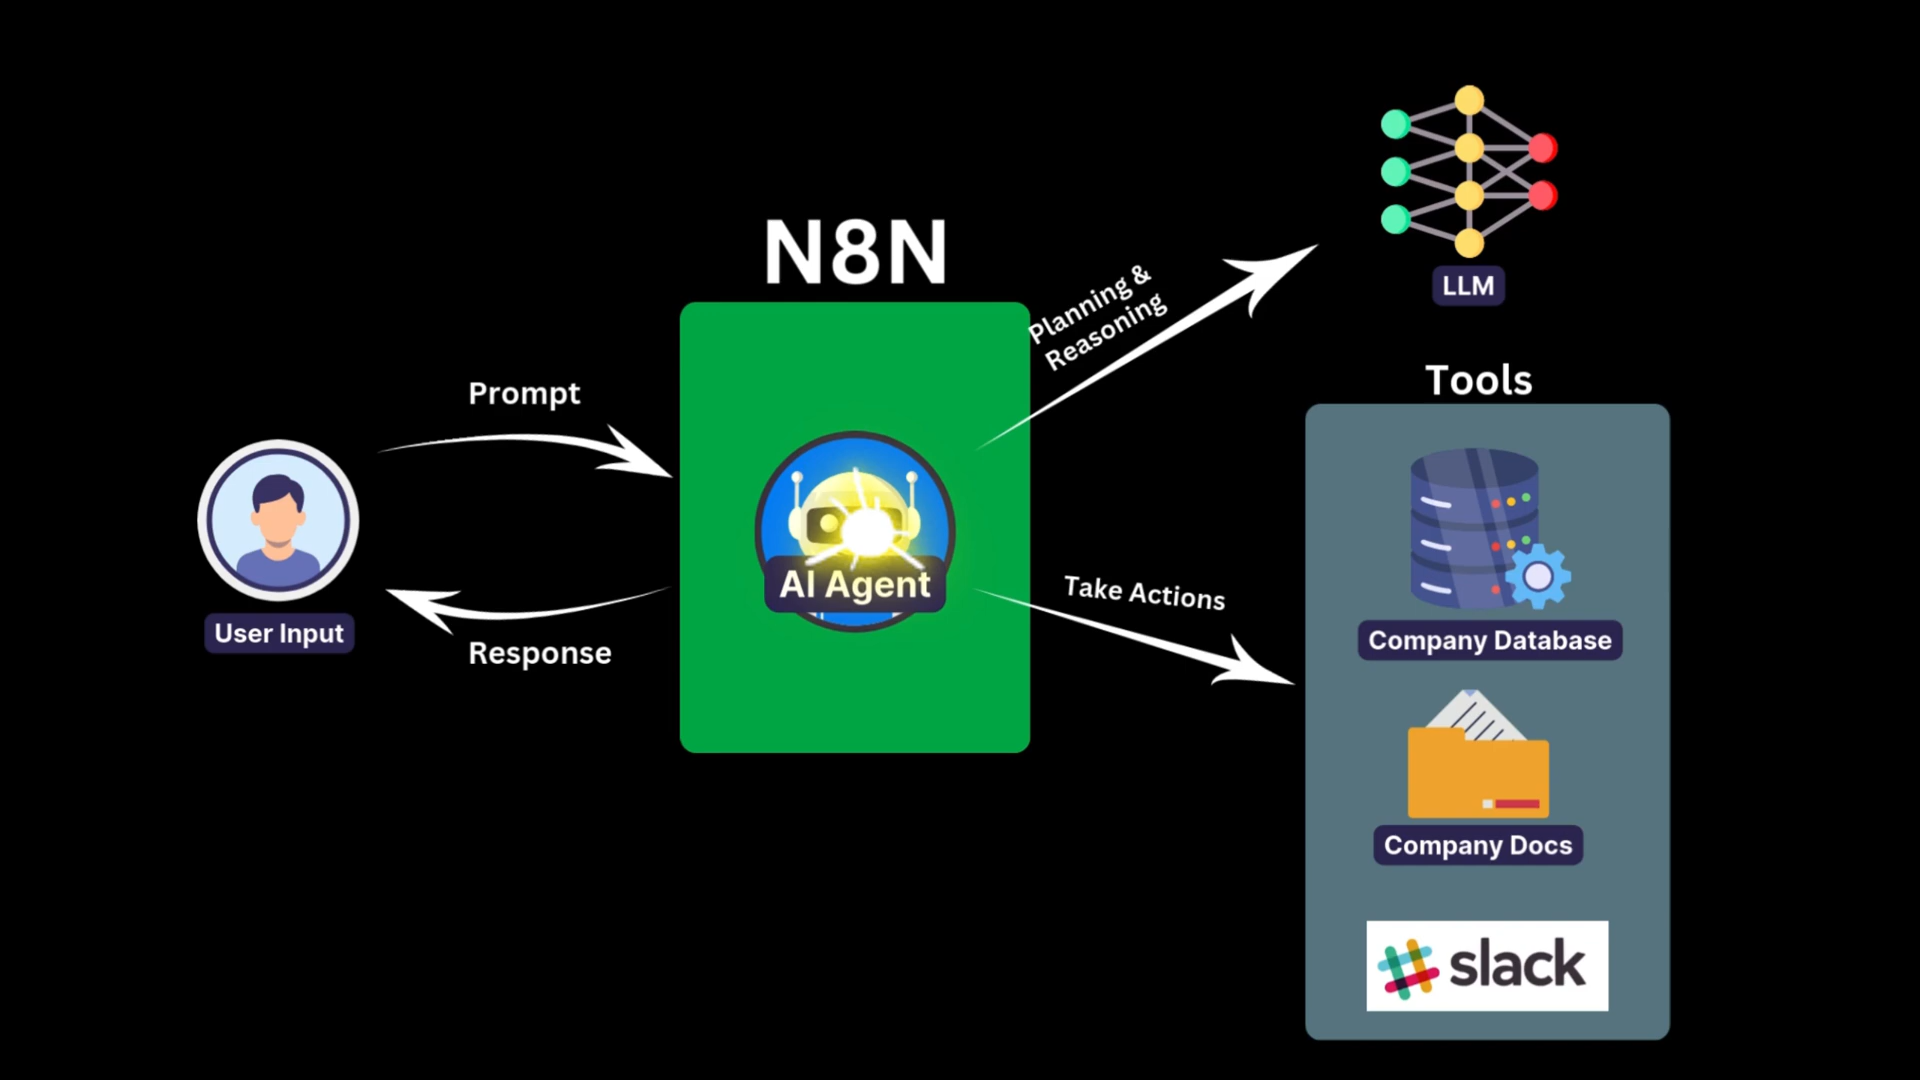 N8N
Prompt
Planning &
Reasoning
LLM
Tools
AI Agent
User Input
Response
Take Actions
Company Database
Company Docs
slack